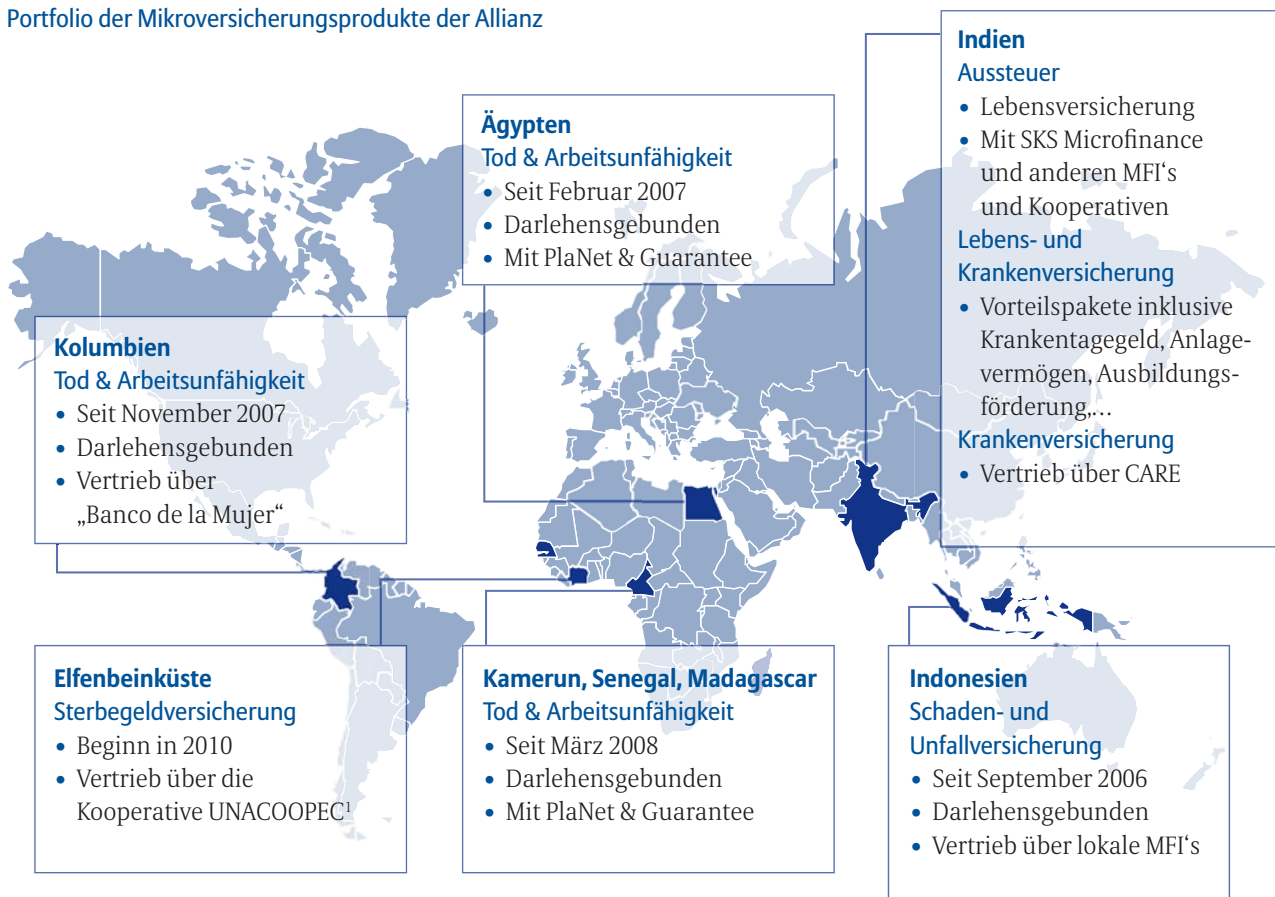 Portfolio der Mikroversicherungsprodukte der Allianz
Indien
Aussteuer
• Lebensversicherung
• Mit SKS Microfinance
und anderen MFI‘s
und Kooperativen
Lebens- und
Krankenversicherung
• Vorteilspakete inklusive
Krankentagegeld, Anlage-
vermögen, Ausbildungs-
förderung,...
Krankenversicherung
• Vertrieb über CARE
Ägypten
Tod & Arbeitsunfähigkeit
• Seit Februar 2007
• Darlehensgebunden
• Mit PlaNet & Guarantee
Kolumbien
Tod & Arbeitsunfähigkeit
• Seit November 2007
• Darlehensgebunden
• Vertrieb über
„Banco de la Mujer“
Elfenbeinküste
Sterbegeldversicherung
• Beginn in 2010
• Vertrieb über die
Kooperative UNACOOPEC¹
Kamerun, Senegal, Madagascar
Tod & Arbeitsunfähigkeit
• Seit März 2008
• Darlehensgebunden
• Mit PlaNet & Guarantee
Indonesien
Schaden- und
Unfallversicherung
• Seit September 2006
• Darlehensgebunden
• Vertrieb über lokale MFI‘s